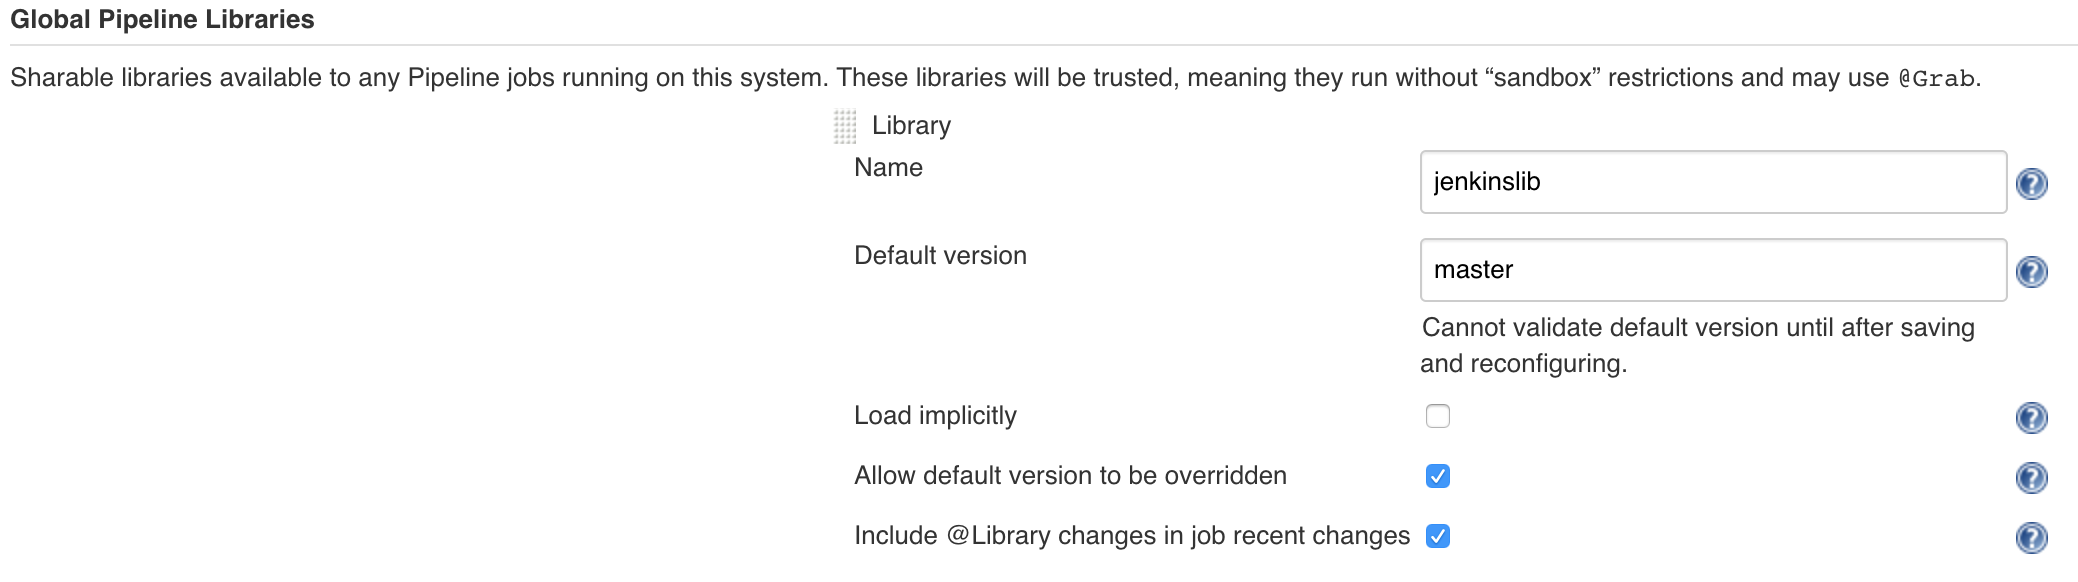 Global Pipeline Libraries
Sharable libraries available to any Pipeline jobs running on this system. These libraries will be trusted, meaning they run without “sandbox” restrictions and may use @Grab.
Library
Name
jenkinslib
?
Default version
master
?
Cannot validate default version until after saving
and reconfiguring.
Load implicitly
?
Allow default version to be overridden
?
Include @Library changes in job recent changes
?